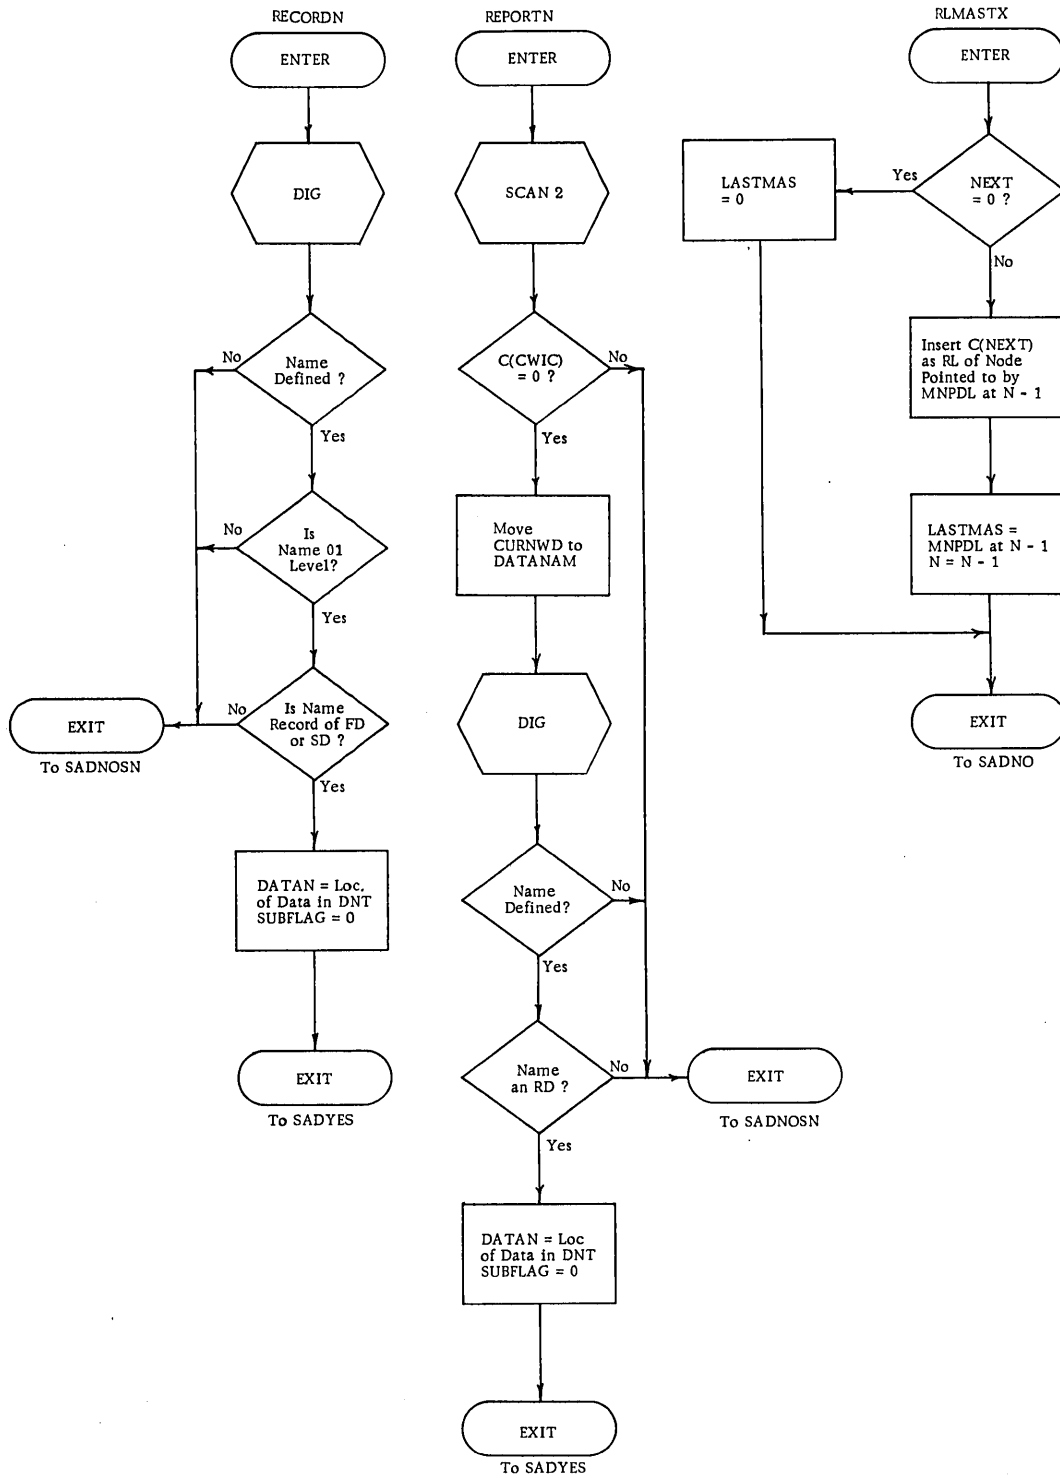 RECORDN
ENTER
DIG
Name
Defined ?
No
Yes
Is
Name 01
Level?
No
Yes
Is Name
Record of FD
or SD ?
No
Yes
EXIT
To SADNOSN
DATAN = Loc.
of Data in DNT
SUBFLAG = 0
EXIT
To SADYES
REPORTN
ENTER
SCAN 2
C(CWIC)
= 0 ?
No
Yes
Move
CURNWD to
DATANAM
DIG
Name
Defined?
No
Yes
Name
an RD ?
No
Yes
EXIT
To SADNOSN
DATAN = Loc
of Data in DNT
SUBFLAG = 0
EXIT
To SADYES
RLMASTX
ENTER
NEXT
= 0 ?
Yes
No
LASTMAS
= 0
Insert C(NEXT)
as RL of Node
Pointed to by
MNPDL at N - 1
LASTMAS =
MNPDL at N - 1
N = N - 1
EXIT
To SADNO